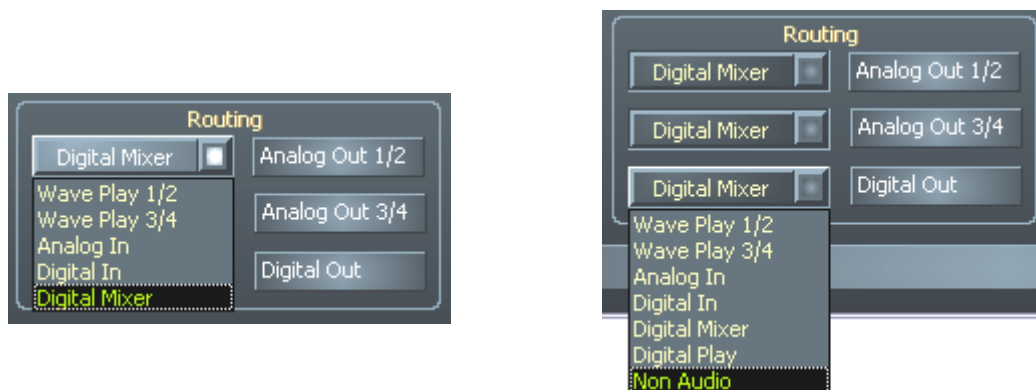 Routing
Digital Mixer Analog Out 1/2
Wave Play 1/2
Wave Play 3/4
Analog In
Digital In
Digital Mixer
Analog Out 3/4
Digital Out
Routing
Digital Mixer Analog Out 1/2
Digital Mixer Analog Out 3/4
Digital Mixer Digital Out
Wave Play 1/2
Wave Play 3/4
Analog In
Digital In
Digital Mixer
Digital Play
Non Audio